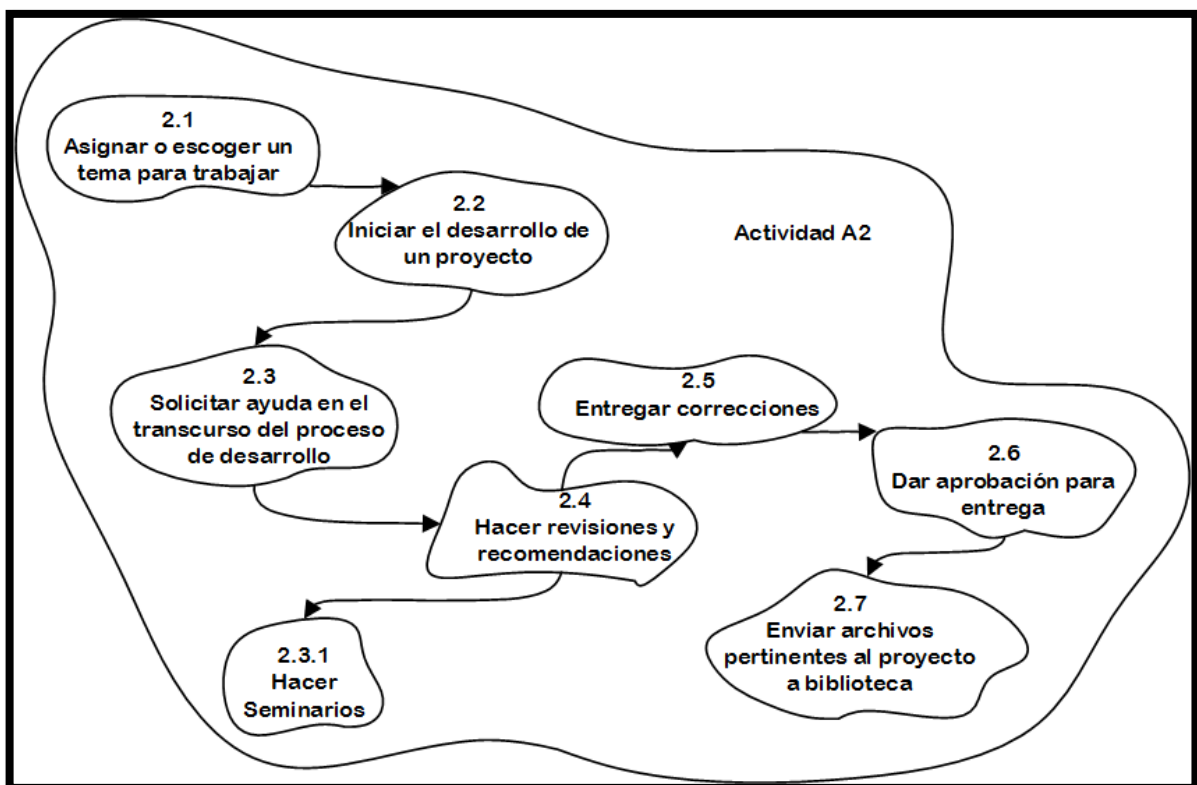 2.1
Asignar o escoger un
tema para trabajar
2.2
Iniciar el desarrollo de
un proyecto
Actividad A2
2.3
Solicitar ayuda en el
transcurso del proceso
de desarrollo
2.5
Entregar correcciones
2.4
Hacer revisiones y
recomendaciones
2.6
Dar aprobación para
entrega
2.3.1
Hacer
Seminarios
2.7
Enviar archivos
pertinentes al proyecto
a biblioteca